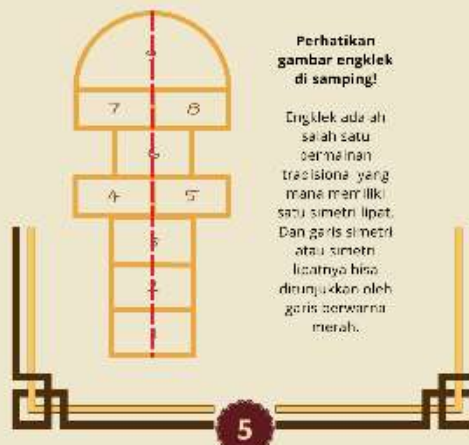 9
7 8
6
4 5
3
2
1
Perhatikan
gambar engklek
di samping!
Engklek adalah
salah satu
permainan
tradisional yang
mana memiliki
satu simetri lipat.
Dan garis simetri
atau simetri
lipatnya bisa
ditunjukkan oleh
garis berwarna
merah.
5